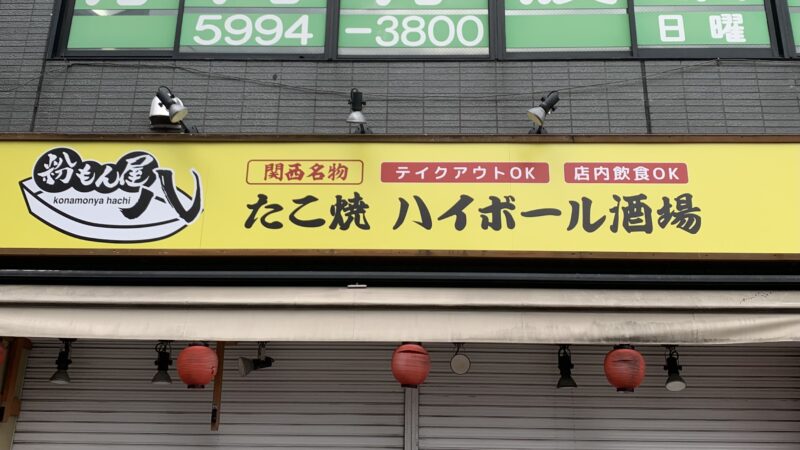 5994 -3800
日曜
粉もん屋八
konamonya hachi
関西名物 テイクアウトOK 店内飲食OK
たこ焼 ハイボール酒場